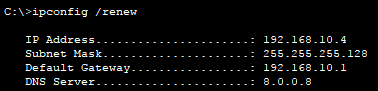 C:\>ipconfig /renew
IP Address......................: 192.168.10.4
Subnet Mask.....................: 255.255.255.128
Default Gateway.................: 192.168.10.1
DNS Server......................: 8.0.0.8